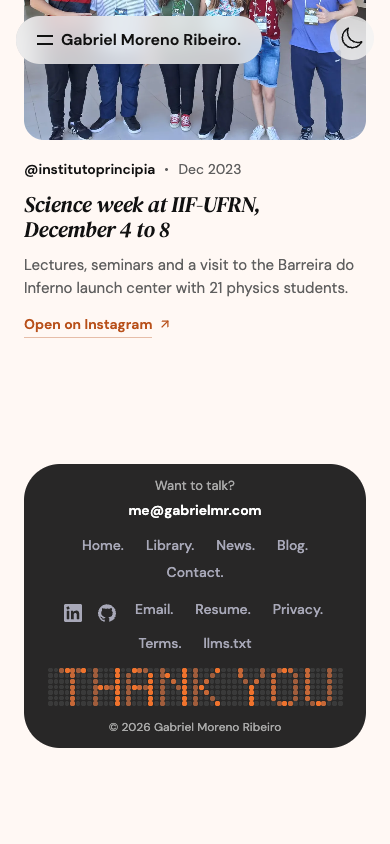 Gabriel Moreno Ribeiro.
@institutoprincipia • Dec 2023
Science week at IIF-UFRN,
December 4 to 8
Lectures, seminars and a visit to the Barreira do
Inferno launch center with 21 physics students.
Open on Instagram ↗
Want to talk?
me@gabrielmr.com
Home. Library. News. Blog.
Contact.
in Email. Resume. Privacy.
Terms. llms.txt
THANK YOU
© 2026 Gabriel Moreno Ribeiro